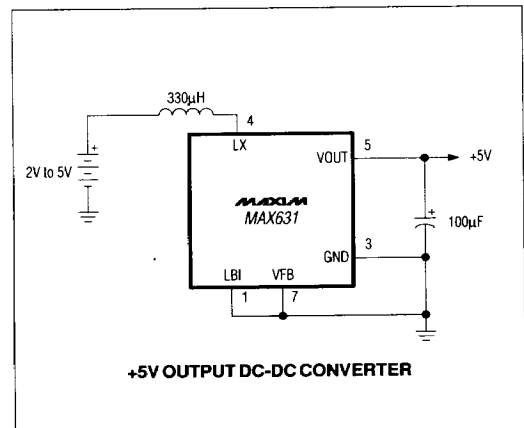 330µH
4
LX
5
VOUT
+5V
+
2V to 5V
MAXIM
MAX631
+
100µF
3
GND
LBI
VFB
1
7
+5V OUTPUT DC-DC CONVERTER